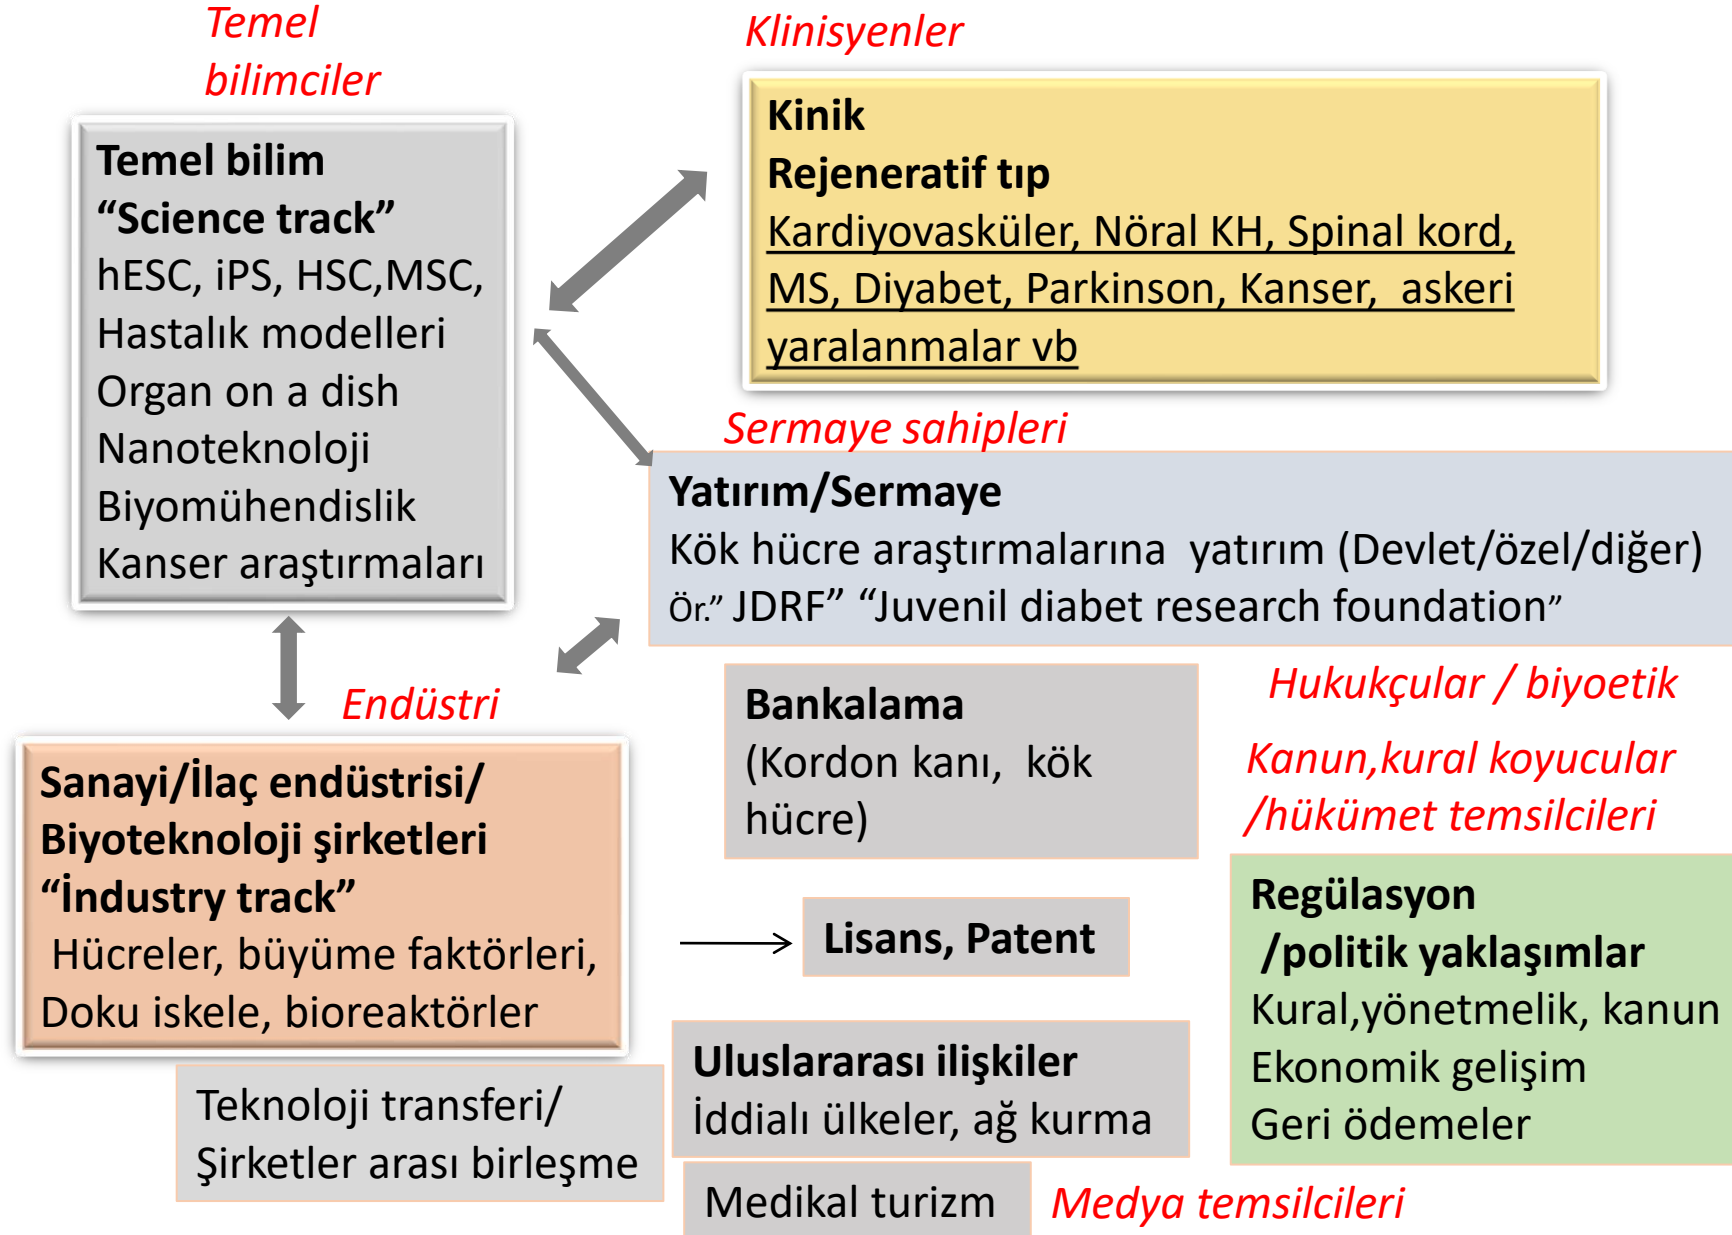 Temel
bilimciler
Temel bilim
“Science track”
hESC, iPS, HSC,MSC,
Hastalık modelleri
Organ on a dish
Nanoteknoloji
Biyomühendislik
Kanser araştırmaları
Klinisyenler
Kinik
Rejeneratif tıp
Kardiyovasküler, Nöral KH, Spinal kord,
MS, Diyabet, Parkinson, Kanser, askeri
yaralanmalar vb
Sermaye sahipleri
Yatırım/Sermaye
Kök hücre araştırmalarına yatırım (Devlet/özel/diğer)
Ör.” JDRF” “Juvenil diabet research foundation”
Endüstri
Sanayi/İlaç endüstrisi/
Biyoteknoloji şirketleri
“İndustry track”
Hücreler, büyüme faktörleri,
Doku iskele, bioreaktörler
Teknoloji transferi/
Şirketler arası birleşme
Bankalama
(Kordon kanı, kök
hücre)
Lisans, Patent
Uluslararası ilişkiler
İddialı ülkeler, ağ kurma
Medikal turizm
Medya temsilcileri
Hukukçular / biyoetik
Kanun,kural koyucular
/hükümet temsilcileri
Regülasyon
/politik yaklaşımlar
Kural,yönetmelik, kanun
Ekonomik gelişim
Geri ödemeler